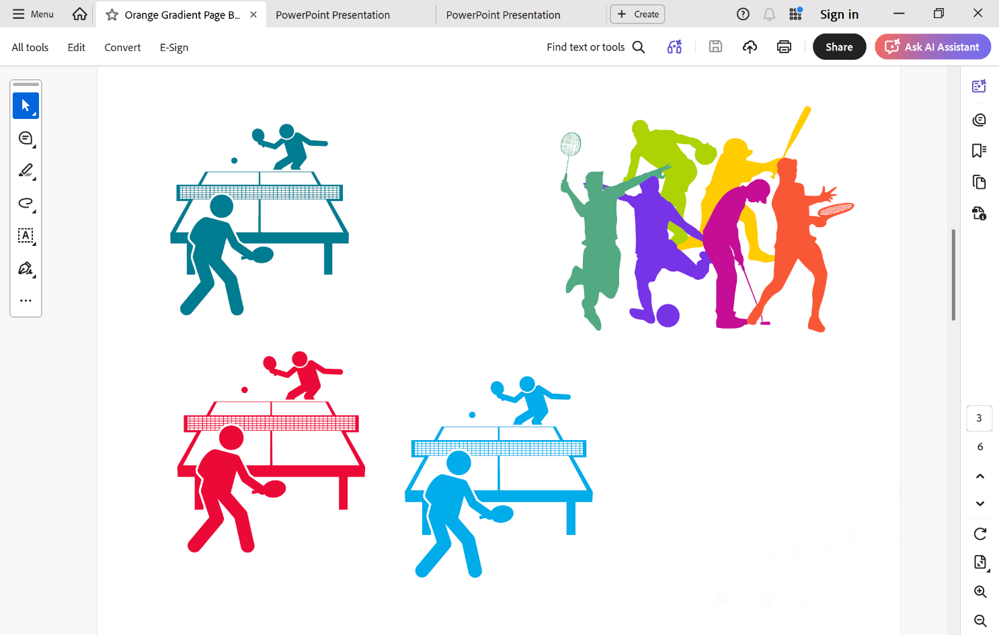 Menu
Orange Gradient Page B...
PowerPoint Presentation
PowerPoint Presentation
Create
Sign in
All tools
Edit
Convert
E-Sign
Find text or tools
Share
Ask AI Assistant
A
3
6